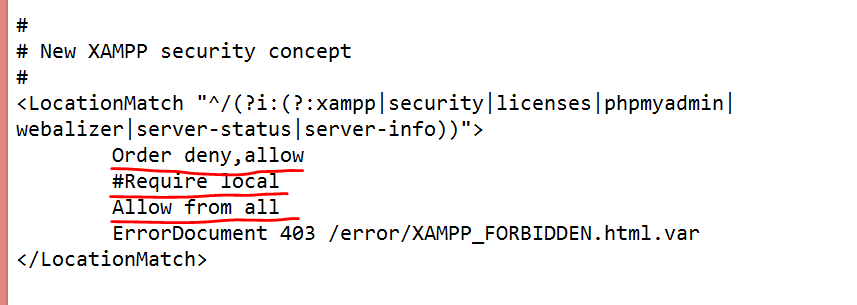 #
# New XAMPP security concept
#
<LocationMatch "^/(?i:(?:xampp|security|licenses|phpmyadmin|
webalizer|server-status|server-info))">
        Order deny,allow
        #Require local
        Allow from all
        ErrorDocument 403 /error/XAMPP_FORBIDDEN.html.var
</LocationMatch>